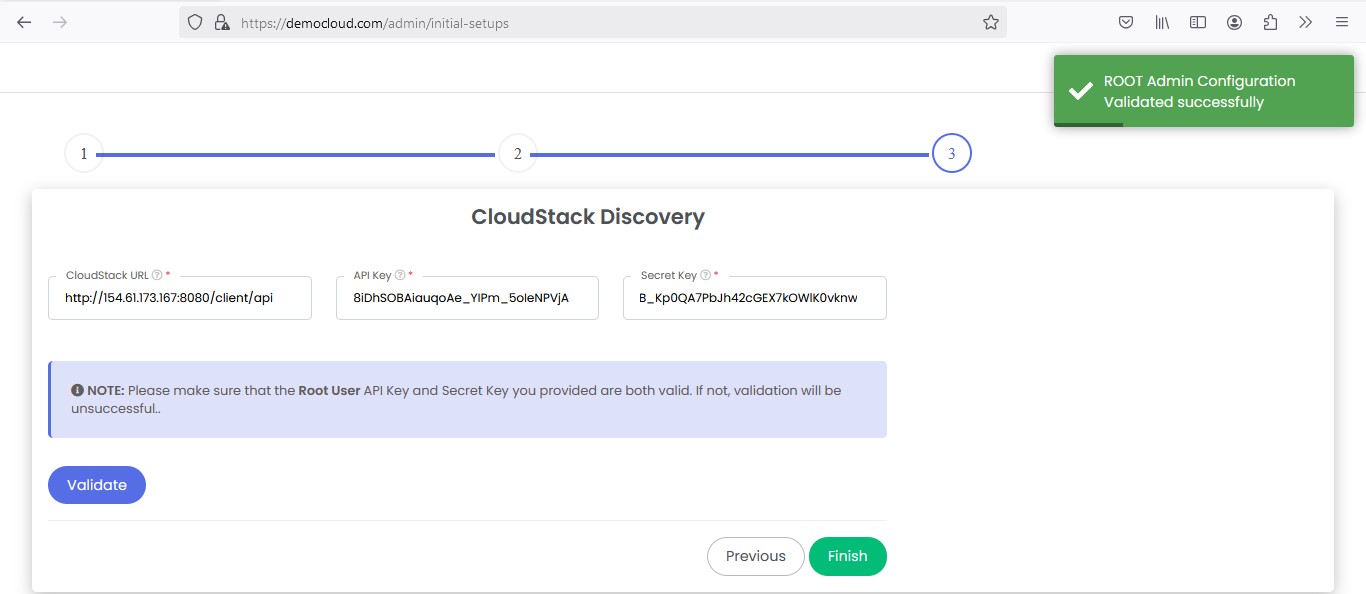 https://democloud.com/admin/initial-setups
ROOT Admin Configuration
Validated successfully
1
2
3
CloudStack Discovery
CloudStack URL ? *
API Key ? *
Secret Key ? *
http://154.61.173.167:8080/client/api
8iDhSOBAiauqoAe_YIPm_5oIeNPVjA
B_Kp0QA7PbJh42cGEX7kOWlK0vknw
NOTE: Please make sure that the Root User API Key and Secret Key you provided are both valid. If not, validation will be
unsuccessful..
Validate
Previous
Finish